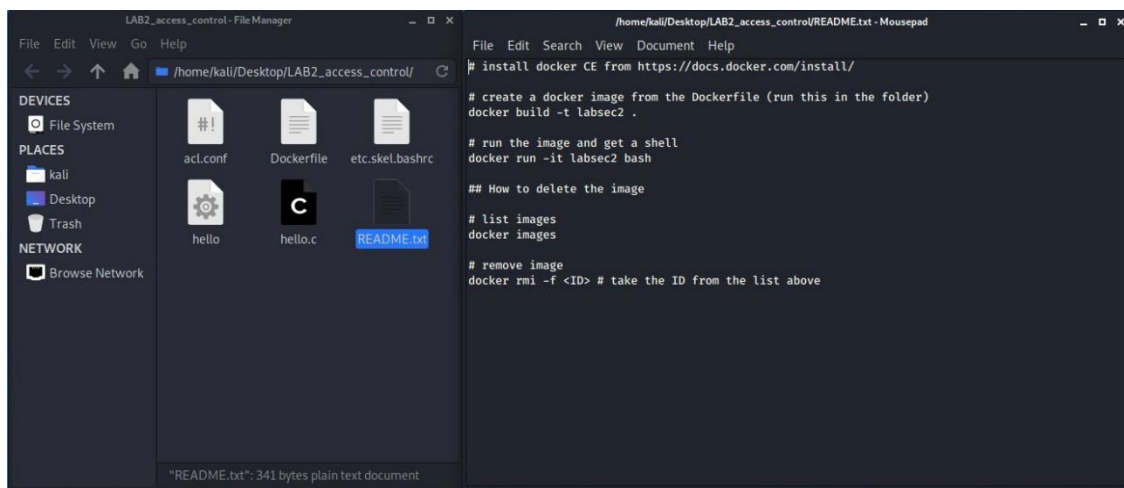 LAB2_access_control - File Manager
File Edit View Go Help
/home/kali/Desktop/LAB2_access_control/
DEVICES
File System
PLACES
kali
Desktop
Trash
NETWORK
Browse Network
#!
acl.conf
Dockerfile
etc.skel.bashrc
C
hello
hello.c
README.txt
"README.txt": 341 bytes plain text document
/home/kali/Desktop/LAB2_access_control/README.txt - Mousepad
File Edit Search View Document Help
# install docker CE from https://docs.docker.com/install/
# create a docker image from the Dockerfile (run this in the folder)
docker build -t labsec2 .
# run the image and get a shell
docker run -it labsec2 bash
## How to delete the image
# list images
docker images
# remove image
docker rmi -f <ID> # take the ID from the list above